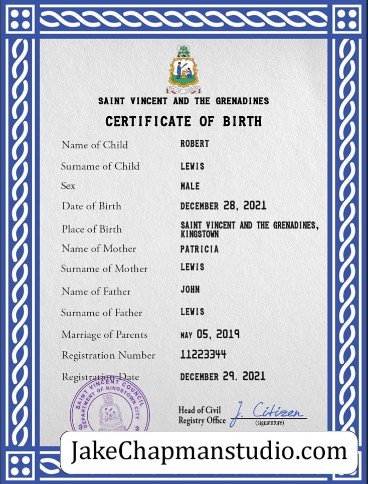 SAINT VINCENT AND THE GRENADINES
CERTIFICATE OF BIRTH
Name of Child ROBERT
Surname of Child LEWIS
Sex MALE
Date of Birth DECEMBER 28, 2021
Place of Birth SAINT VINCENT AND THE GRENADINES,
KINGSTOWN
Name of Mother PATRICIA
Surname of Mother LEWIS
Name of Father JOHN
Surname of Father LEWIS
Marriage of Parents MAY 05, 2019
Registration Number 11223344
Registration Date DECEMBER 29. 2021
SAINT VINCENT COUNCIL
DEPARTMENT OF KINGSTOWN CITY
Head of Civil
Registry Office J. Citizen
(signature)
JakeChapmanstudio.com